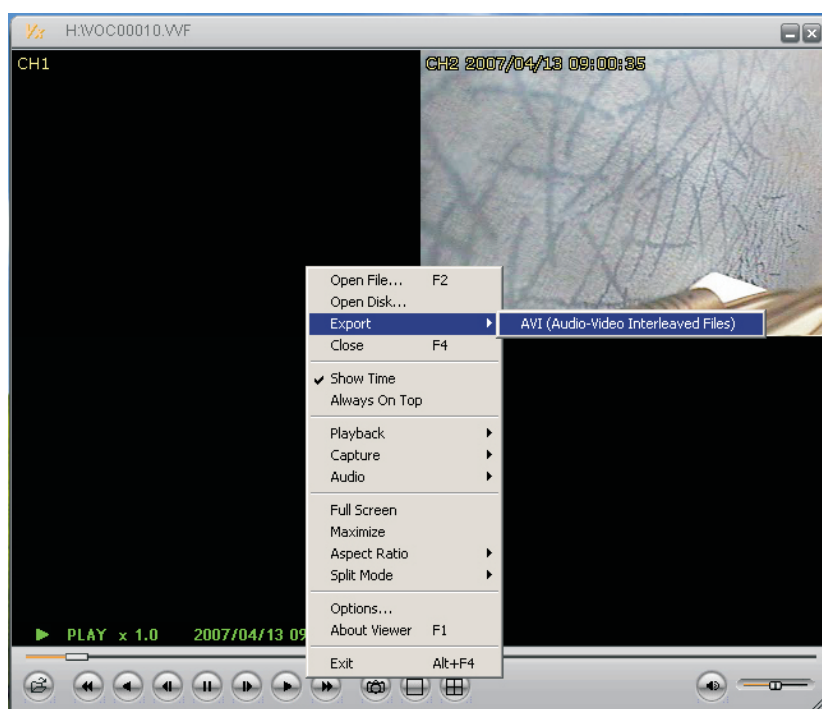 H:\VOC00010.VVF
CH1
CH2 2007/04/13 09:00:35
Open File... F2
Open Disk...
Export
AVI (Audio-Video Interleaved Files)
Close F4
Show Time
Always On Top
Playback
Capture
Audio
Full Screen
Maximize
Aspect Ratio
Split Mode
Options...
About Viewer F1
Exit Alt+F4
PLAY x 1.0 2007/04/13 09